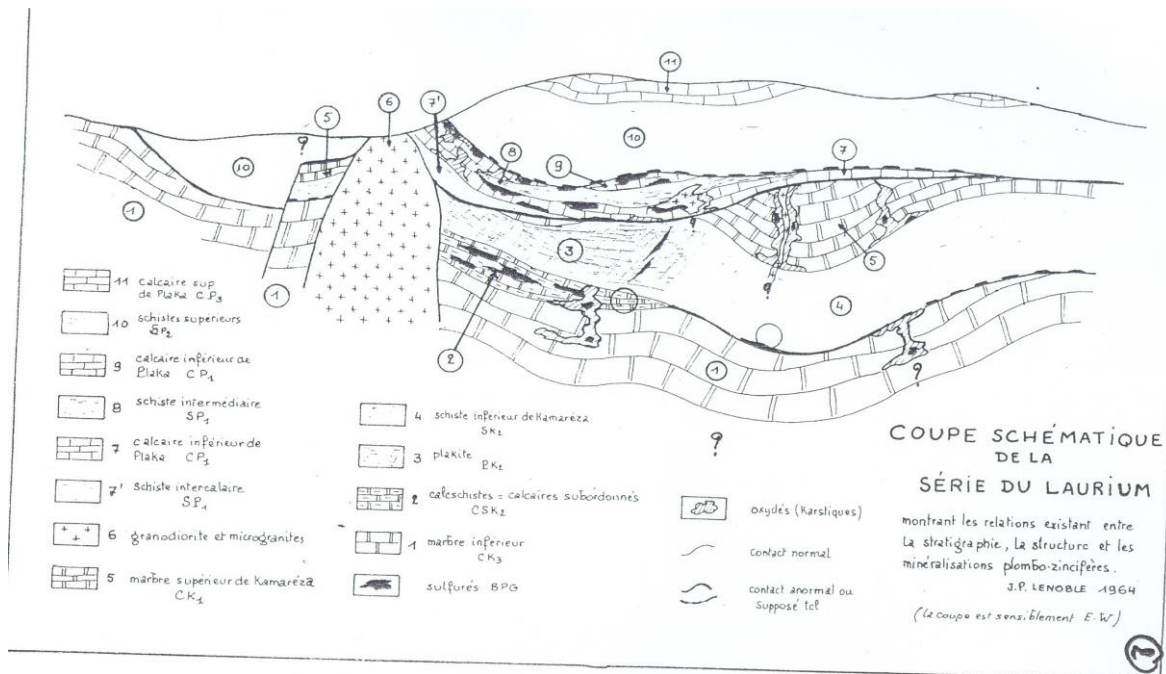 11
6
7'
5
?
10
10
8
9
7
1
3
5
?
4
1
2
1
?
11 calcaire sup
de Plaka CP3
10 schistes supérieurs
SP2
9 calcaire inférieur de
Plaka CP1
8 schiste intermédiaire
SP1
7 calcaire inférieur de
Plaka CP1
7' schiste intercalaire
SP1
6 granodiorite et microgranites
5 marbre supérieur de Kamaréza
CK1
4 schiste inférieur de Kamaréza
SK2
3 plakite
PK2
2 calcschistes = calcaires subordonnés
CSK2
1 marbre inférieur
CK3
sulfurés BPG
?
oxydés (Karstiques)
contact normal
contact anormal ou
supposé tel
COUPE SCHÉMATIQUE
DE LA
SÉRIE DU LAURIUM
montrant les relations existant entre
la stratigraphie, la structure et les
minéralisations plombo-zincifères.
J.P. LENOBLE 1964
(la coupe est sensiblement E.W)